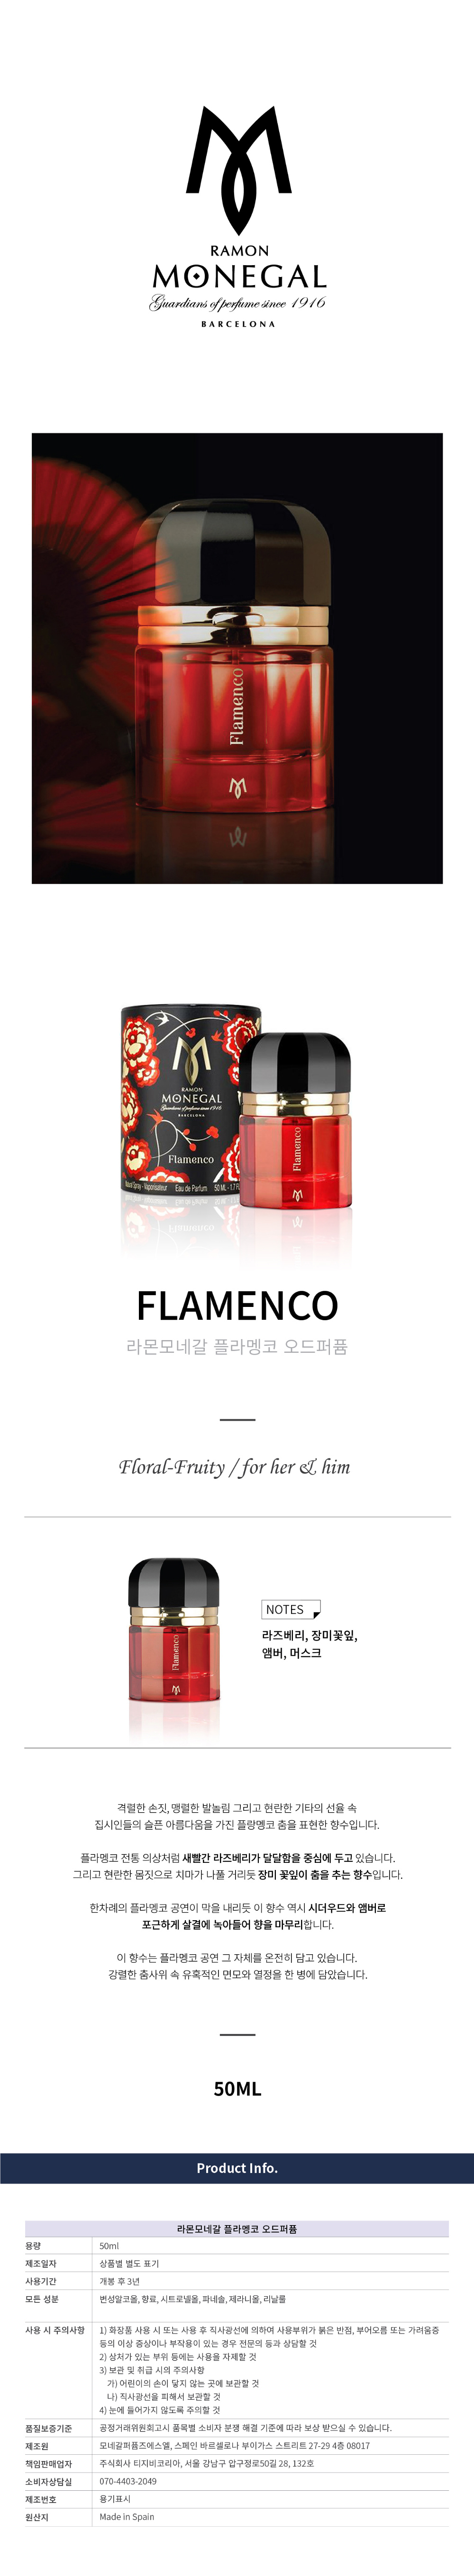 RAMON
MONEGAL
Guardians of perfume since 1916
BARCELONA
Flamenco
RAMON
MONEGAL
Guardians of perfume since 1916
BARCELONA
Flamenco
Natural Spray - Vaporisateur Eau de Parfum 50 ML - 1.7 F
Flamenco
FLAMENCO
라몬모네갈 플라멩코 오드퍼퓸
Floral-Fruity / for her & him
Flamenco
NOTES
라즈베리, 장미꽃잎,
앰버, 머스크
격렬한 손짓, 맹렬한 발놀림 그리고 현란한 기타의 선율 속
집시인들의 슬픈 아름다움을 가진 플랑멩코 춤을 표현한 향수입니다.
플라멩코 전통 의상처럼 새빨간 라즈베리가 달달함을 중심에 두고 있습니다.
그리고 현란한 몸짓으로 치마가 나풀 거리듯 장미 꽃잎이 춤을 추는 향수입니다.
한차례의 플라멩코 공연이 막을 내리듯 이 향수 역시 시더우드와 앰버로
포근하게 살결에 녹아들어 향을 마무리합니다.
이 향수는 플라멩코 공연 그 자체를 온전히 담고 있습니다.
강렬한 춤사위 속 유혹적인 면모와 열정을 한 병에 담았습니다.
50ML
Product Info.
라몬모네갈 플라멩코 오드퍼퓸
용량 50ml
제조일자 상품별 별도 표기
사용기간 개봉 후 3년
모든 성분 변성알코올, 향료, 시트로넬올, 파네솔, 제라니올, 리날룰
사용 시 주의사항 1) 화장품 사용 시 또는 사용 후 직사광선에 의하여 사용부위가 붉은 반점, 부어오름 또는 가려움증
등의 이상 증상이나 부작용이 있는 경우 전문의 등과 상담할 것
2) 상처가 있는 부위 등에는 사용을 자제할 것
3) 보관 및 취급 시의 주의사항
가) 어린이의 손이 닿지 않는 곳에 보관할 것
나) 직사광선을 피해서 보관할 것
4) 눈에 들어가지 않도록 주의할 것
품질보증기준 공정거래위원회고시 품목별 소비자 분쟁 해결 기준에 따라 보상 받으실 수 있습니다.
제조원 모네갈퍼퓸즈에스엘, 스페인 바르셀로나 부이가스 스트리트 27-29 4층 08017
책임판매업자 주식회사 티지비코리아, 서울 강남구 압구정로50길 28, 132호
소비자상담실 070-4403-2049
제조번호 용기표시
원산지 Made in Spain